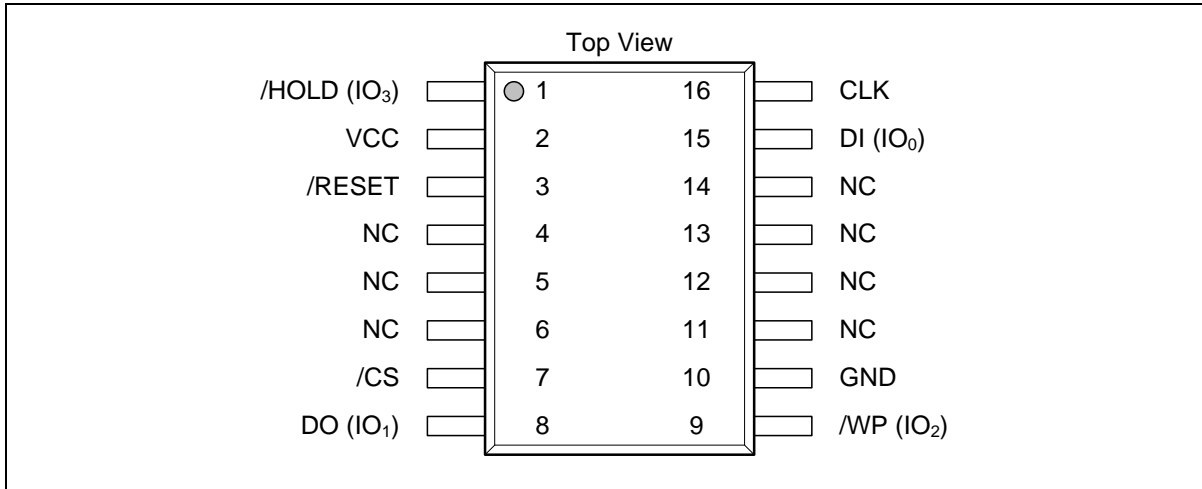 Top View
/HOLD (IO₃) 1 16 CLK
VCC 2 15 DI (IO₀)
/RESET 3 14 NC
NC 4 13 NC
NC 5 12 NC
NC 6 11 NC
/CS 7 10 GND
DO (IO₁) 8 9 /WP (IO₂)